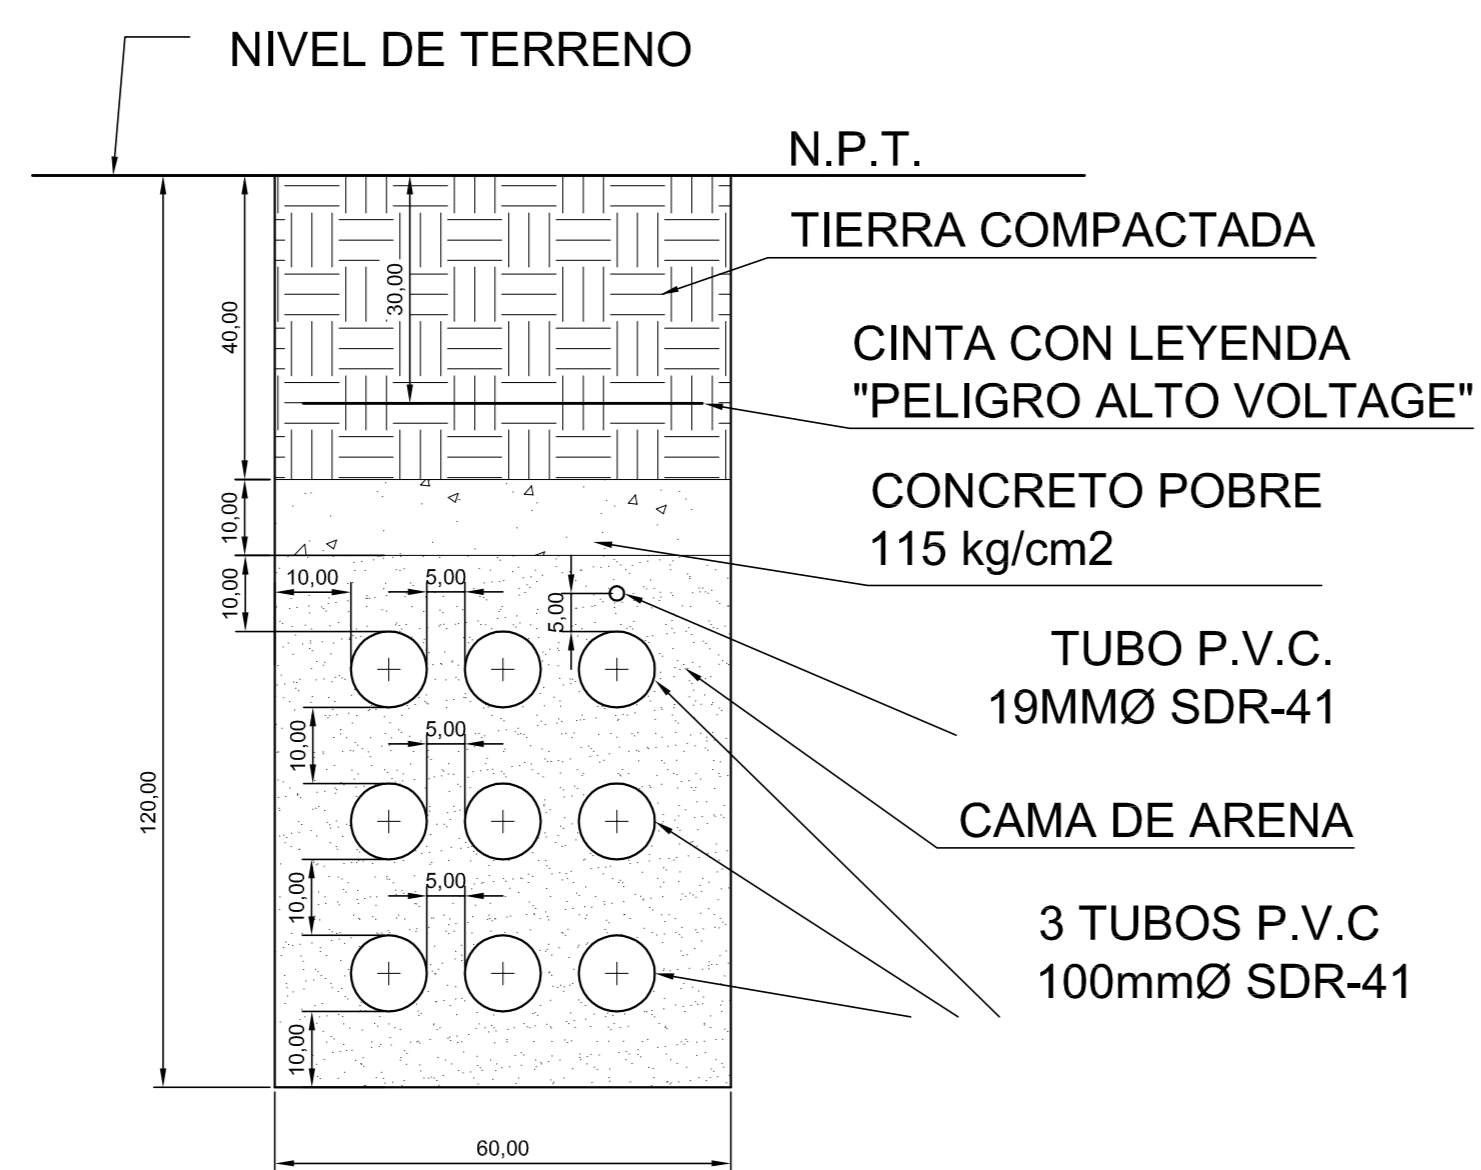 NIVEL DE TERRENO
N.P.T.
TIERRA COMPACTADA
30,00
40,00
CINTA CON LEYENDA
"PELIGRO ALTO VOLTAGE"
CONCRETO POBRE
115 kg/cm2
10,00
10,00
10,00
5,00
5,00
TUBO P.V.C.
19MMØ SDR-41
10,00
5,00
120,00
CAMA DE ARENA
10,00
5,00
3 TUBOS P.V.C
100mmØ SDR-41
10,00
60,00